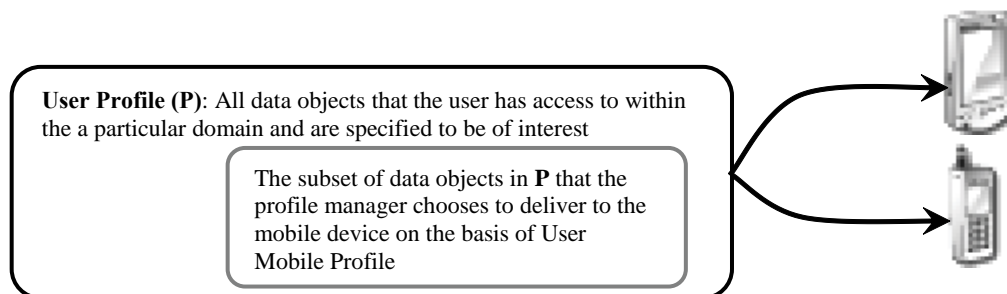 User Profile (P): All data objects that the user has access to within
the a particular domain and are specified to be of interest
The subset of data objects in P that the
profile manager chooses to deliver to the
mobile device on the basis of User
Mobile Profile